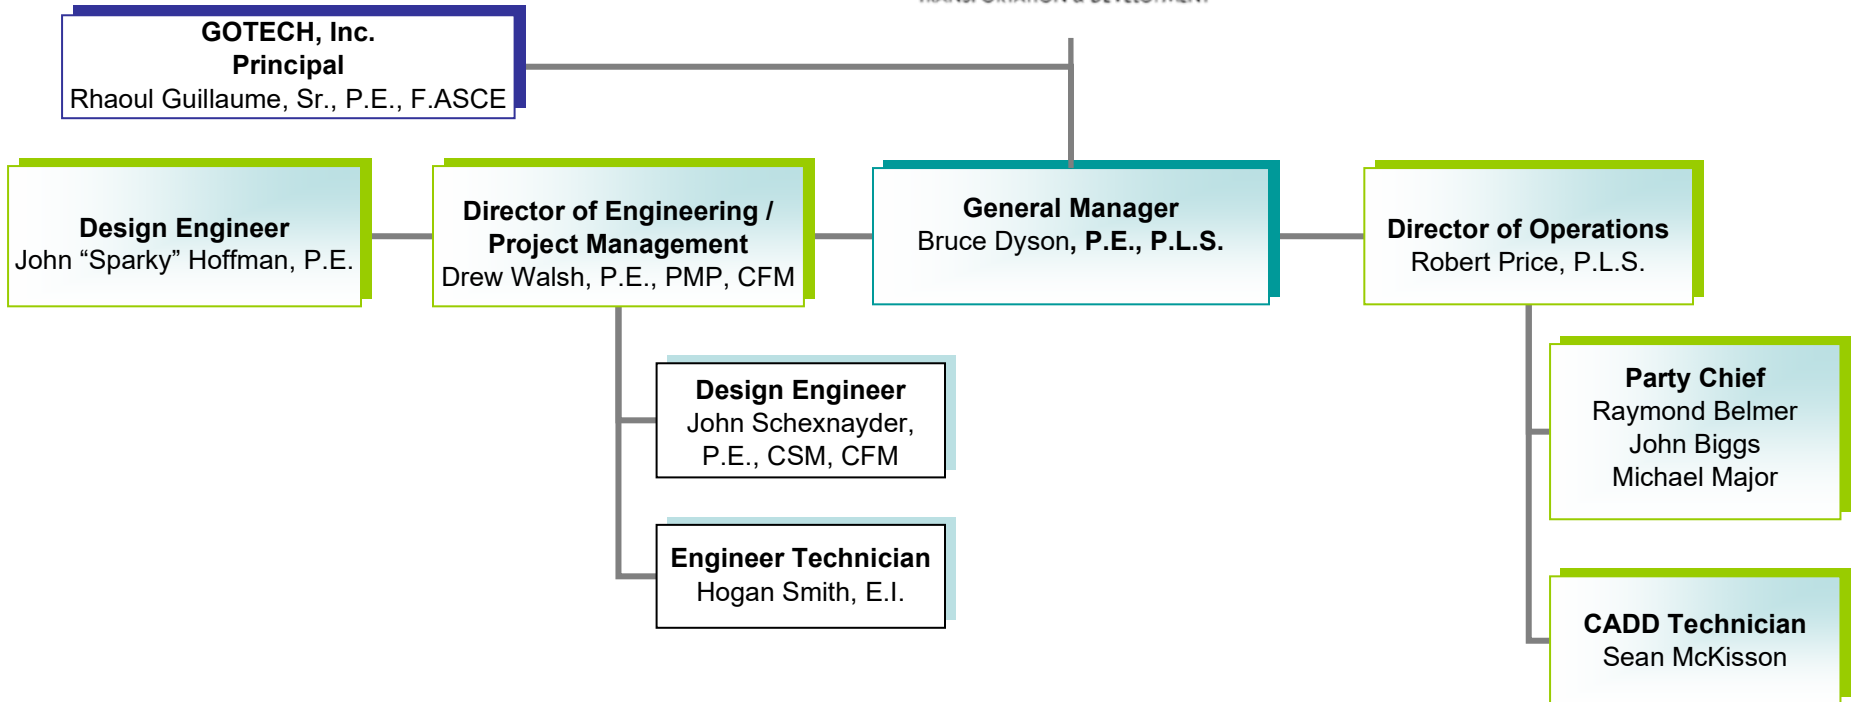 TRANSPORTATION & DEVELOPMENT
GOTECH, Inc.
Principal
Rhaoul Guillaume, Sr., P.E., F.ASCE
Design Engineer
John “Sparky” Hoffman, P.E.
Director of Engineering /
Project Management
Drew Walsh, P.E., PMP, CFM
General Manager
Bruce Dyson, P.E., P.L.S.
Director of Operations
Robert Price, P.L.S.
Design Engineer
John Schexnayder,
P.E., CSM, CFM
Engineer Technician
Hogan Smith, E.I.
Party Chief
Raymond Belmer
John Biggs
Michael Major
CADD Technician
Sean McKisson